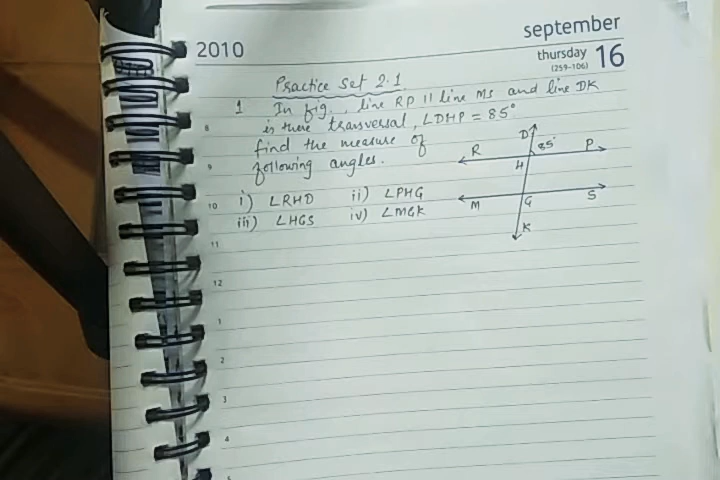 2010
september
thursday 16
(259-106)
Practice Set 2.1
1 In fig., line RP || line MS and line DK
is there transversal, ∠DHP = 85°
find the measure of
following angles.
i) ∠RHD ii) ∠PHG
iii) ∠HGS iv) ∠MGK
D
85°
R
P
H
M
G
S
K
8
9
10
11
12
1
2
3
4